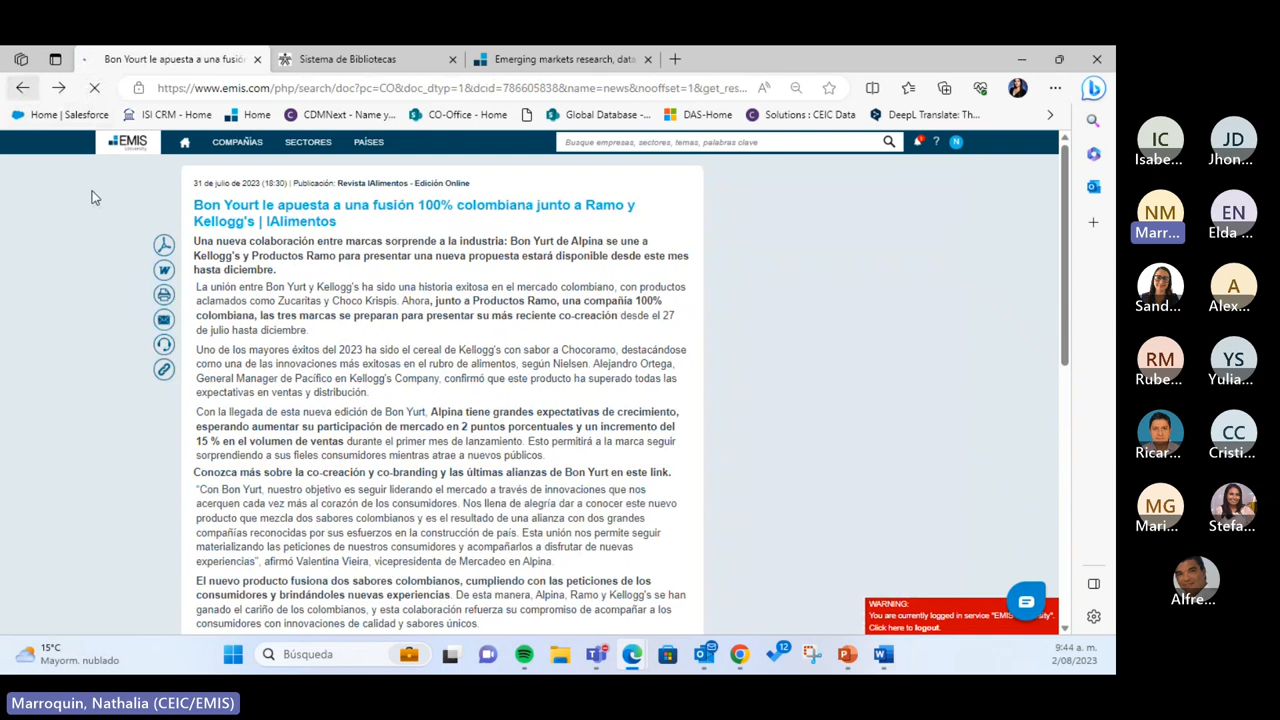 Bon Yourt le apuesta a una fusió
Sistema de Bibliotecas
Emerging markets research, data
https://www.emis.com/php/search/doc?pc=CO&doc_dtyp=1&dcid=786605838&name=news&nooffset=1&get_res...
Home | Salesforce
ISI CRM - Home
Home
CDMNext - Name y...
CO-Office - Home
Global Database -...
DAS-Home
Solutions : CEIC Data
DeepL Translate: Th...
EMIS
University
COMPAÑÍAS
SECTORES
PAÍSES
Busque empresas, sectores, temas, palabras clave
? N
31 de julio de 2023 (18:30) | Publicación: Revista IAlimentos - Edición Online
Bon Yourt le apuesta a una fusión 100% colombiana junto a Ramo y
Kellogg's | IAlimentos
Una nueva colaboración entre marcas sorprende a la industria: Bon Yurt de Alpina se une a
Kellogg's y Productos Ramo para presentar una nueva propuesta estará disponible desde este mes
hasta diciembre.
La unión entre Bon Yurt y Kellogg's ha sido una historia exitosa en el mercado colombiano, con productos
aclamados como Zucaritas y Choco Krispis. Ahora, junto a Productos Ramo, una compañía 100%
colombiana, las tres marcas se preparan para presentar su más reciente co-creación desde el 27
de julio hasta diciembre.
Uno de los mayores éxitos del 2023 ha sido el cereal de Kellogg's con sabor a Chocoramo, destacándose
como una de las innovaciones más exitosas en el rubro de alimentos, según Nielsen. Alejandro Ortega,
General Manager de Pacífico en Kellogg's Company, confirmó que este producto ha superado todas las
expectativas en ventas y distribución.
Con la llegada de esta nueva edición de Bon Yurt, Alpina tiene grandes expectativas de crecimiento,
esperando aumentar su participación de mercado en 2 puntos porcentuales y un incremento del
15 % en el volumen de ventas durante el primer mes de lanzamiento. Esto permitirá a la marca seguir
sorprendiendo a sus fieles consumidores mientras atrae a nuevos públicos.
Conozca más sobre la co-creación y co-branding y las últimas alianzas de Bon Yurt en este link.
“Con Bon Yurt, nuestro objetivo es seguir liderando el mercado a través de innovaciones que nos
acerquen cada vez más al corazón de los consumidores. Nos llena de alegría dar a conocer este nuevo
producto que mezcla dos sabores colombianos y es el resultado de una alianza con dos grandes
compañías reconocidas por sus esfuerzos en la construcción de país. Esta unión nos permite seguir
materializando las peticiones de nuestros consumidores y acompañarlos a disfrutar de nuevas
experiencias”, afirmó Valentina Vieira, vicepresidenta de Mercadeo en Alpina.
El nuevo producto fusiona dos sabores colombianos, cumpliendo con las peticiones de los
consumidores y brindándoles nuevas experiencias. De esta manera, Alpina, Ramo y Kellogg's se han
ganado el cariño de los colombianos, y esta colaboración refuerza su compromiso de acompañar a los
consumidores con innovaciones de calidad y sabores únicos.
WARNING:
You are currently logged in service "EMIS
Click here to logout.
15°C
Mayorm. nublado
Búsqueda
12
9:44 a. m.
2/08/2023
IC
Isabe...
JD
Jhon...
NM
Marr...
EN
Elda ...
Sand...
A
Alex...
RM
Rube...
YS
Yulia...
Ricar...
CC
Cristi...
MG
Mari...
Stefa...
Alfre...
Marroquin, Nathalia (CEIC/EMIS)